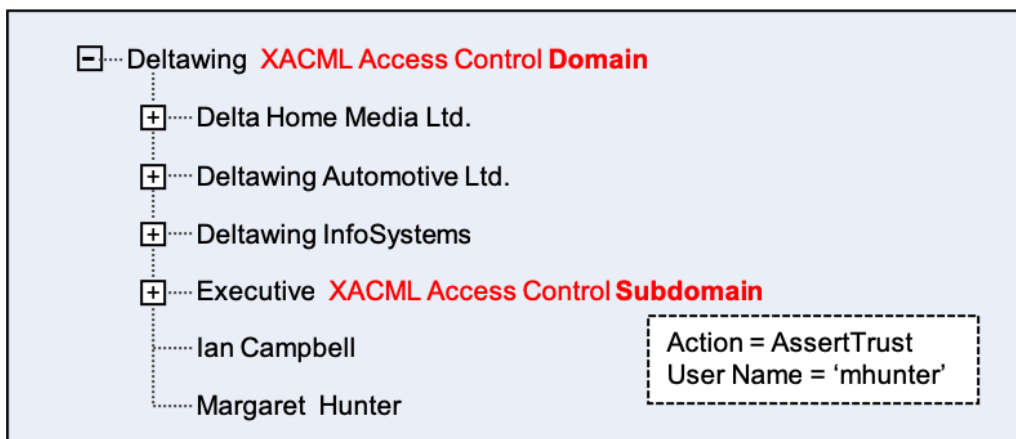 Deltawing XACML Access Control Domain
Delta Home Media Ltd.
Deltawing Automotive Ltd.
Deltawing InfoSystems
Executive XACML Access Control Subdomain
Ian Campbell
Margaret Hunter
Action = AssertTrust
User Name = ‘mhunter’